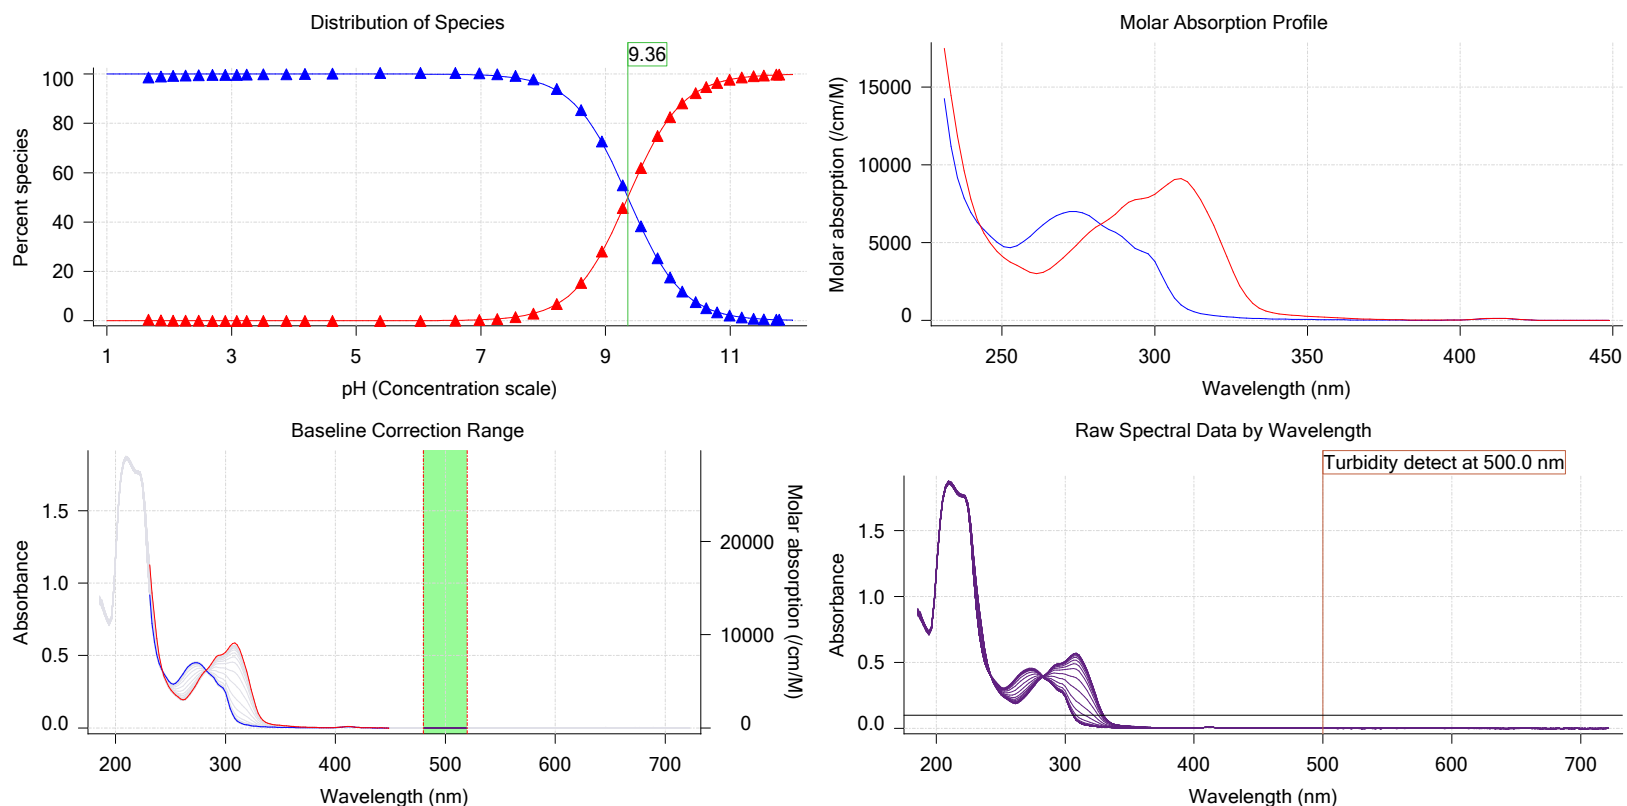 Distribution of Species
9.36
100
80
60
40
20
0
Percent species
1 3 5 7 9 11
pH (Concentration scale)
Molar Absorption Profile
15000
10000
5000
0
Molar absorption (/cm/M)
250 300 350 400 450
Wavelength (nm)
Baseline Correction Range
1.5
1.0
0.5
0.0
Absorbance
20000
10000
0
Molar absorption (/cm/M)
200 300 400 500 600 700
Wavelength (nm)
Raw Spectral Data by Wavelength
Turbidity detect at 500.0 nm
1.5
1.0
0.5
0.0
Absorbance
200 300 400 500 600 700
Wavelength (nm)